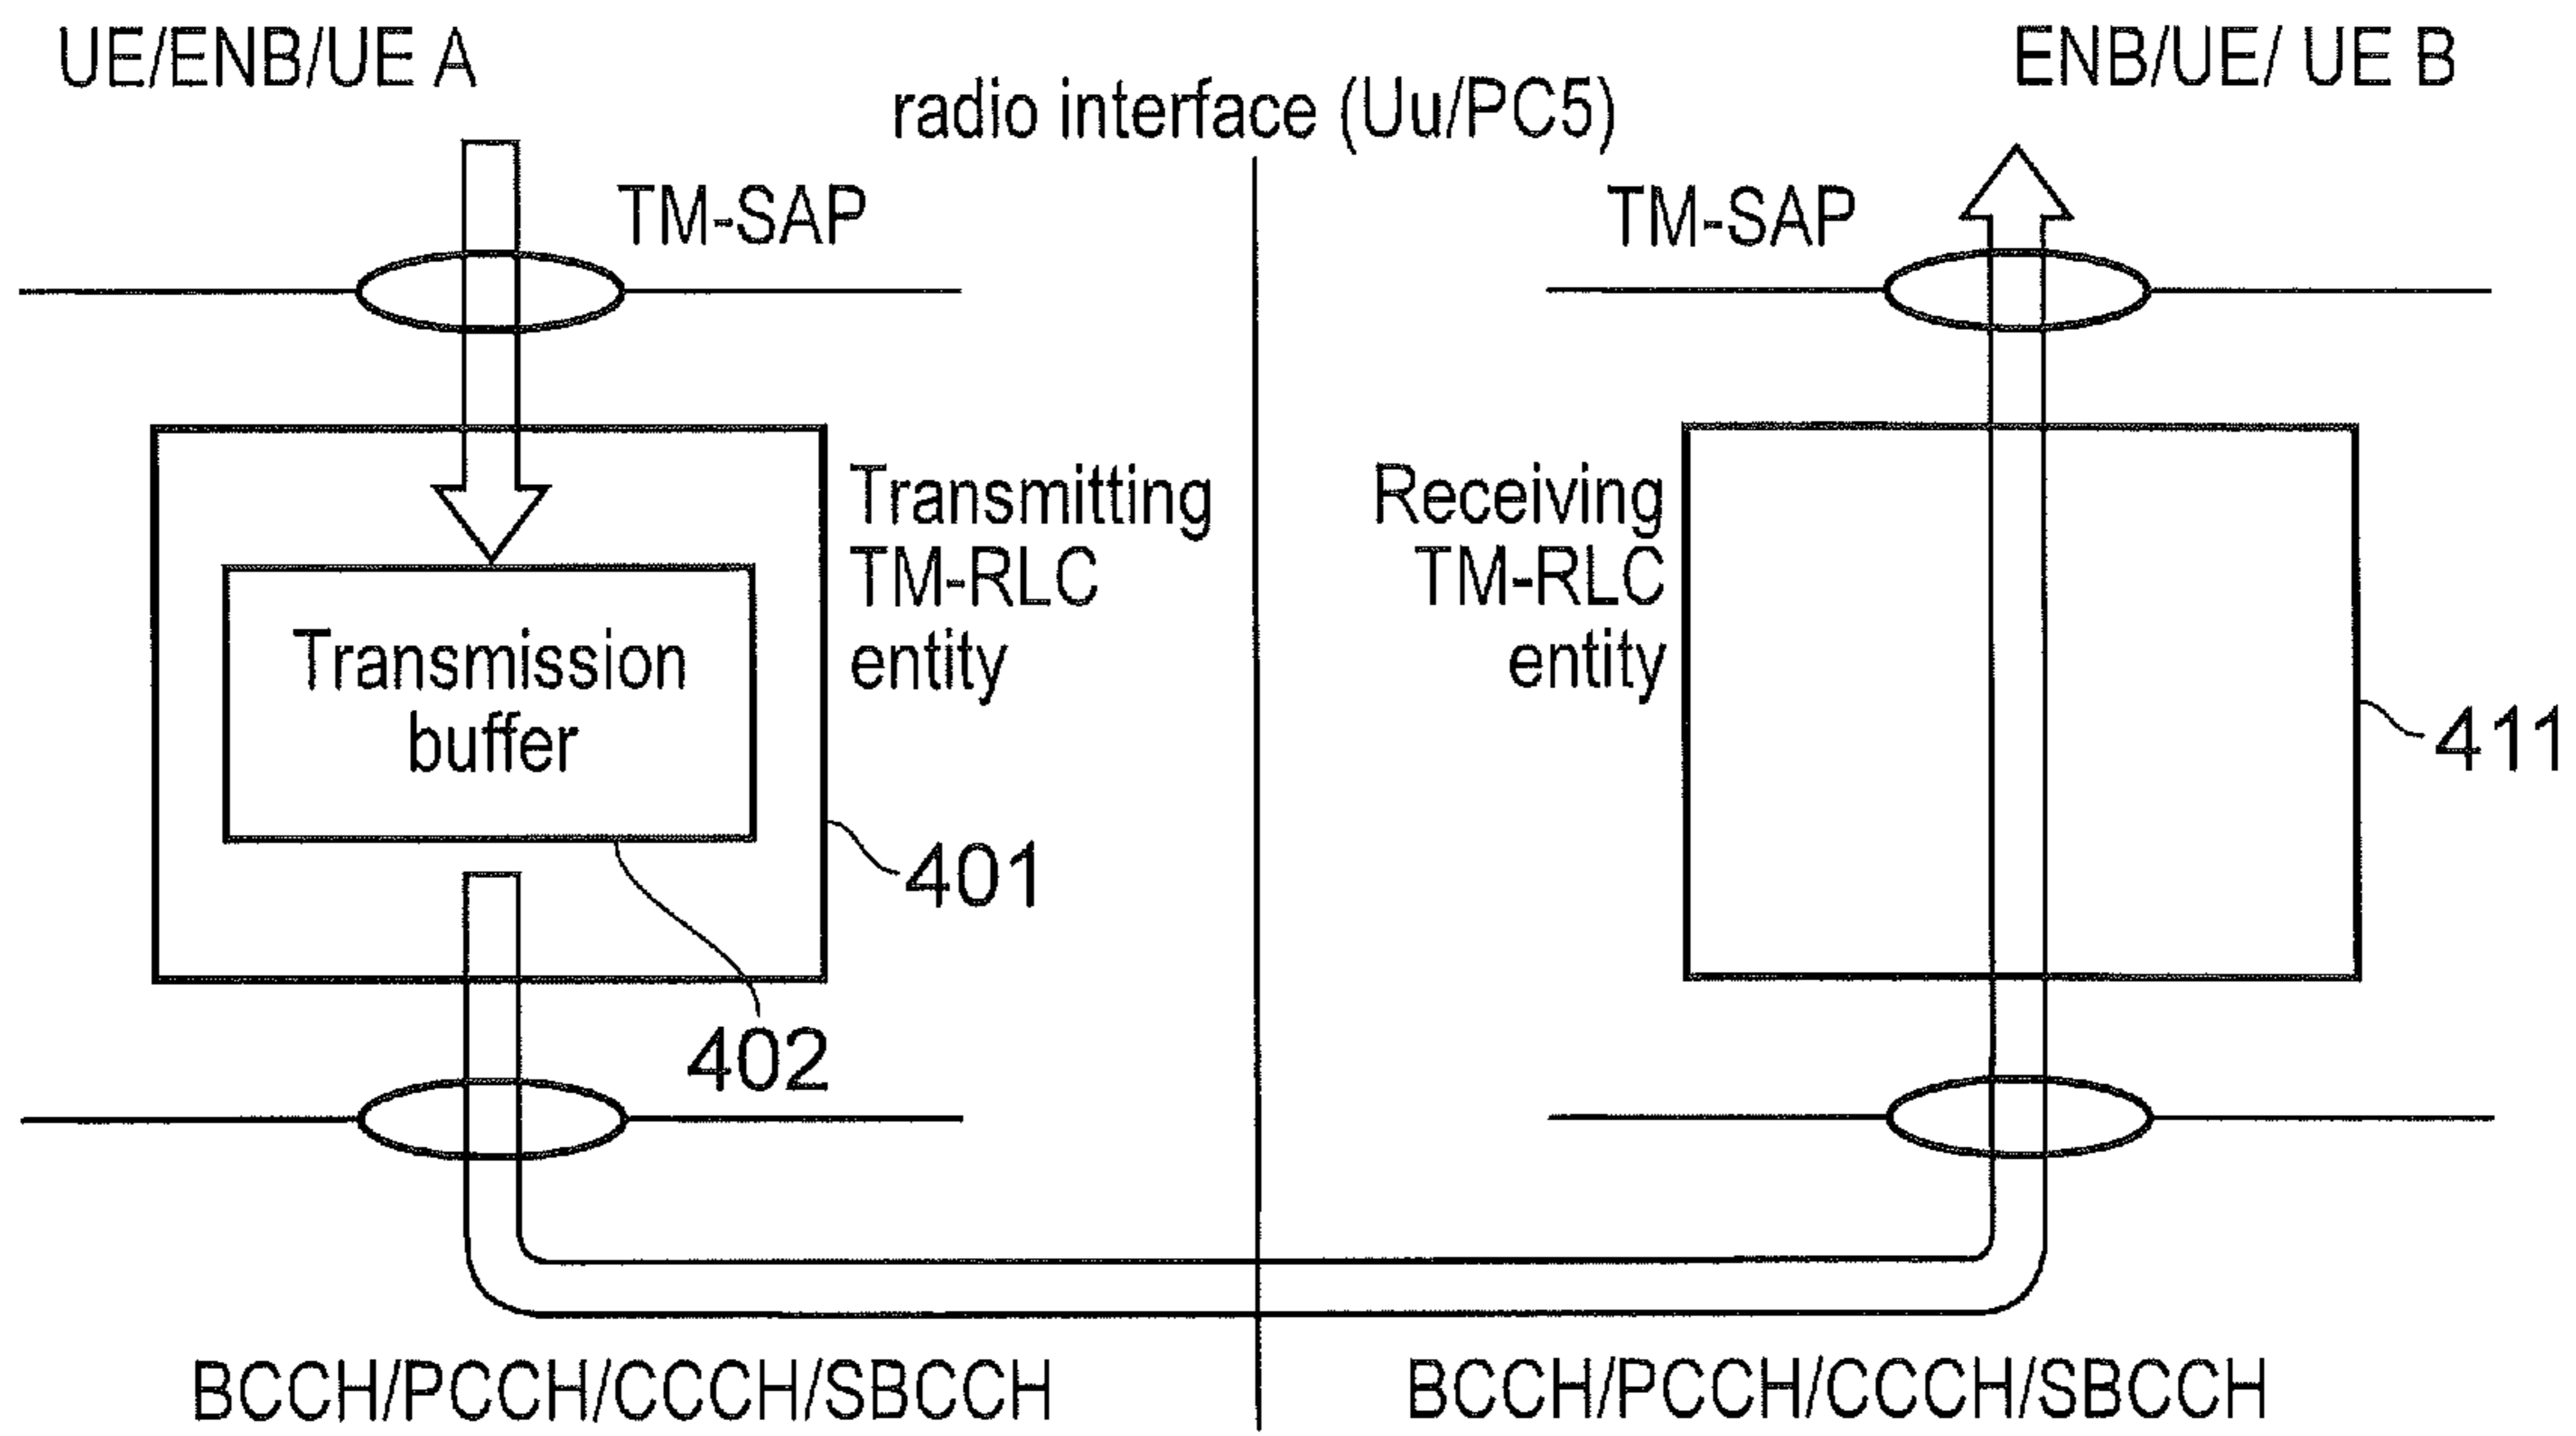 UE/ENB/UE A
radio interface (Uu/PC5)
ENB/UE/ UE B
TM-SAP
TM-SAP
Transmitting
TM-RLC
entity
Receiving
TM-RLC
entity
Transmission
buffer
401
402
411
BCCH/PCCH/CCCH/SBCCH
BCCH/PCCH/CCCH/SBCCH